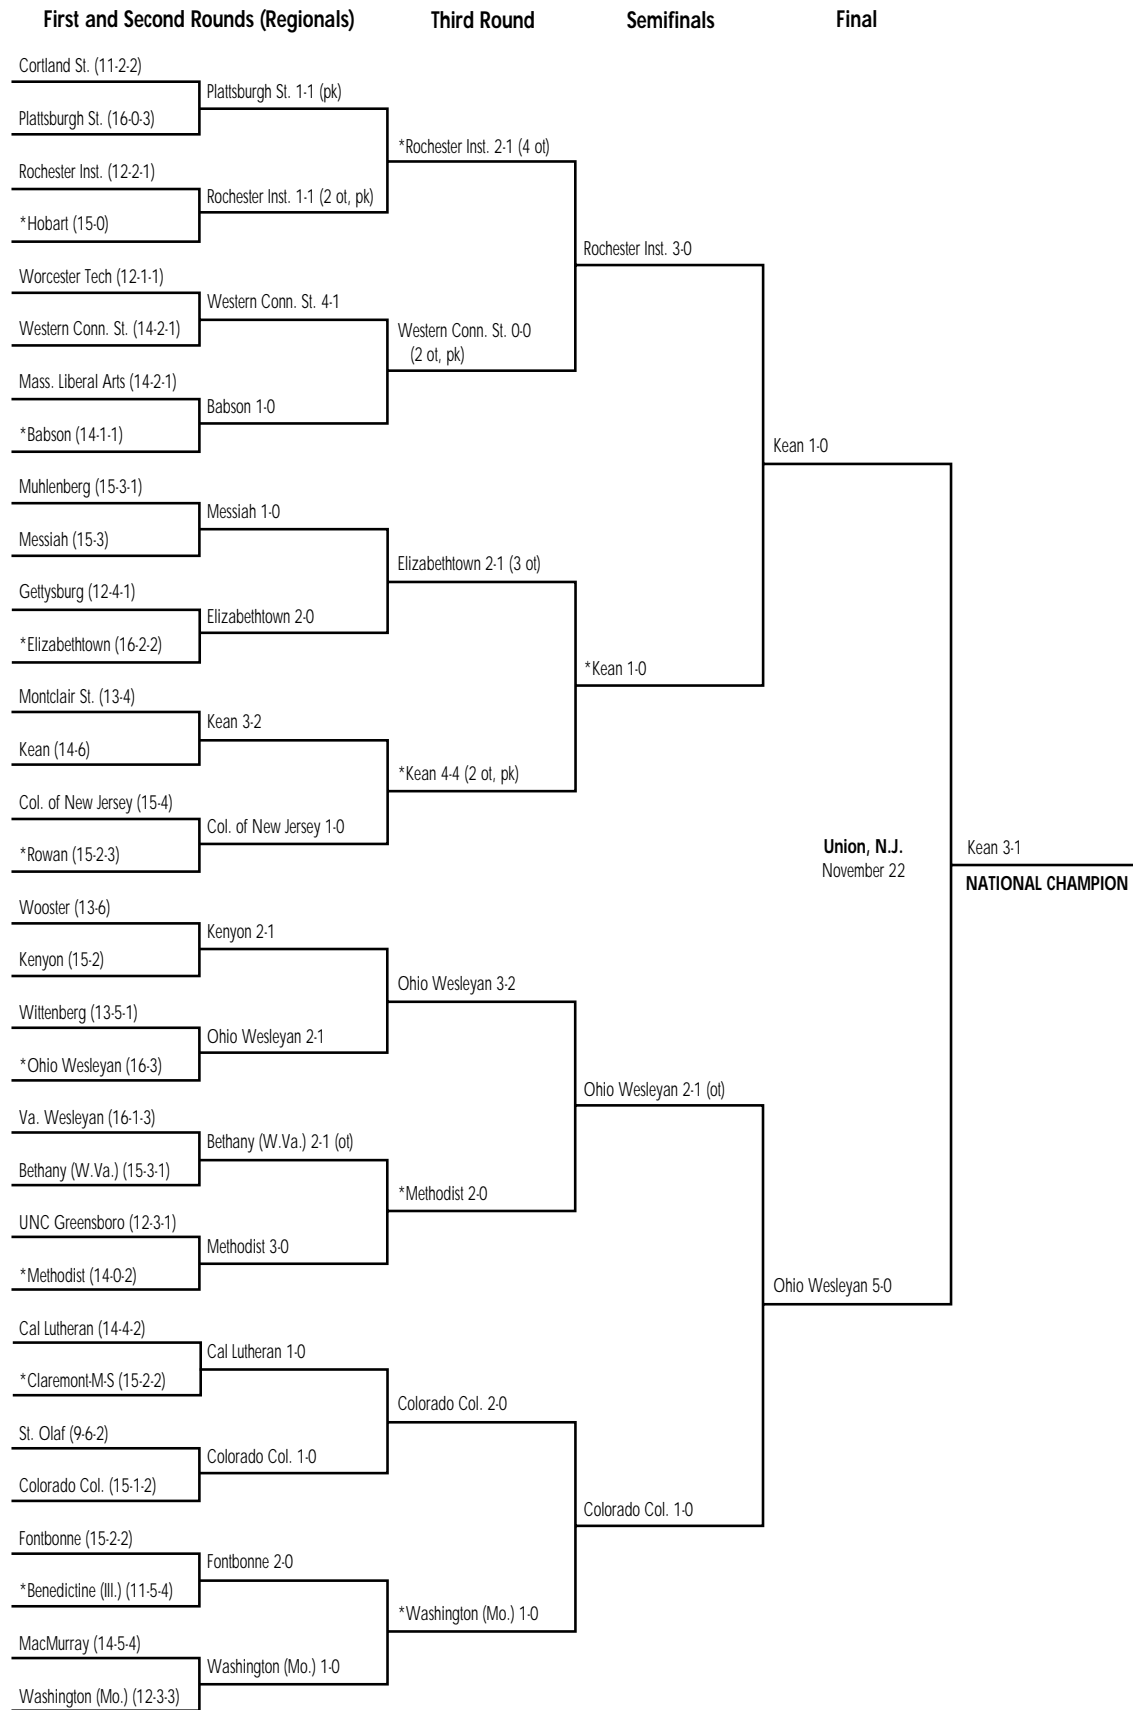 First and Second Rounds (Regionals)
Third Round
Semifinals
Final
Cortland St. (11-2-2)
Plattsburgh St. (16-0-3)
Rochester Inst. (12-2-1)
*Hobart (15-0)
Worcester Tech (12-1-1)
Western Conn. St. (14-2-1)
Mass. Liberal Arts (14-2-1)
*Babson (14-1-1)
Muhlenberg (15-3-1)
Messiah (15-3)
Gettysburg (12-4-1)
*Elizabethtown (16-2-2)
Montclair St. (13-4)
Kean (14-6)
Col. of New Jersey (15-4)
*Rowan (15-2-3)
Wooster (13-6)
Kenyon (15-2)
Wittenberg (13-5-1)
*Ohio Wesleyan (16-3)
Va. Wesleyan (16-1-3)
Bethany (W.Va.) (15-3-1)
UNC Greensboro (12-3-1)
*Methodist (14-0-2)
Cal Lutheran (14-4-2)
*Claremont-M-S (15-2-2)
St. Olaf (9-6-2)
Colorado Col. (15-1-2)
Fontbonne (15-2-2)
*Benedictine (Ill.) (11-5-4)
MacMurray (14-5-4)
Washington (Mo.) (12-3-3)
Plattsburgh St. 1-1 (pk)
Rochester Inst. 1-1 (2 ot, pk)
Western Conn. St. 4-1
Babson 1-0
Messiah 1-0
Elizabethtown 2-0
Kean 3-2
Col. of New Jersey 1-0
Kenyon 2-1
Ohio Wesleyan 2-1
Bethany (W.Va.) 2-1 (ot)
Methodist 3-0
Cal Lutheran 1-0
Colorado Col. 1-0
Fontbonne 2-0
Washington (Mo.) 1-0
*Rochester Inst. 2-1 (4 ot)
Western Conn. St. 0-0
(2 ot, pk)
Elizabethtown 2-1 (3 ot)
*Kean 4-4 (2 ot, pk)
Ohio Wesleyan 3-2
*Methodist 2-0
Colorado Col. 2-0
*Washington (Mo.) 1-0
Rochester Inst. 3-0
*Kean 1-0
Ohio Wesleyan 2-1 (ot)
Colorado Col. 1-0
Kean 1-0
Ohio Wesleyan 5-0
Union, N.J.
November 22
Kean 3-1
NATIONAL CHAMPION